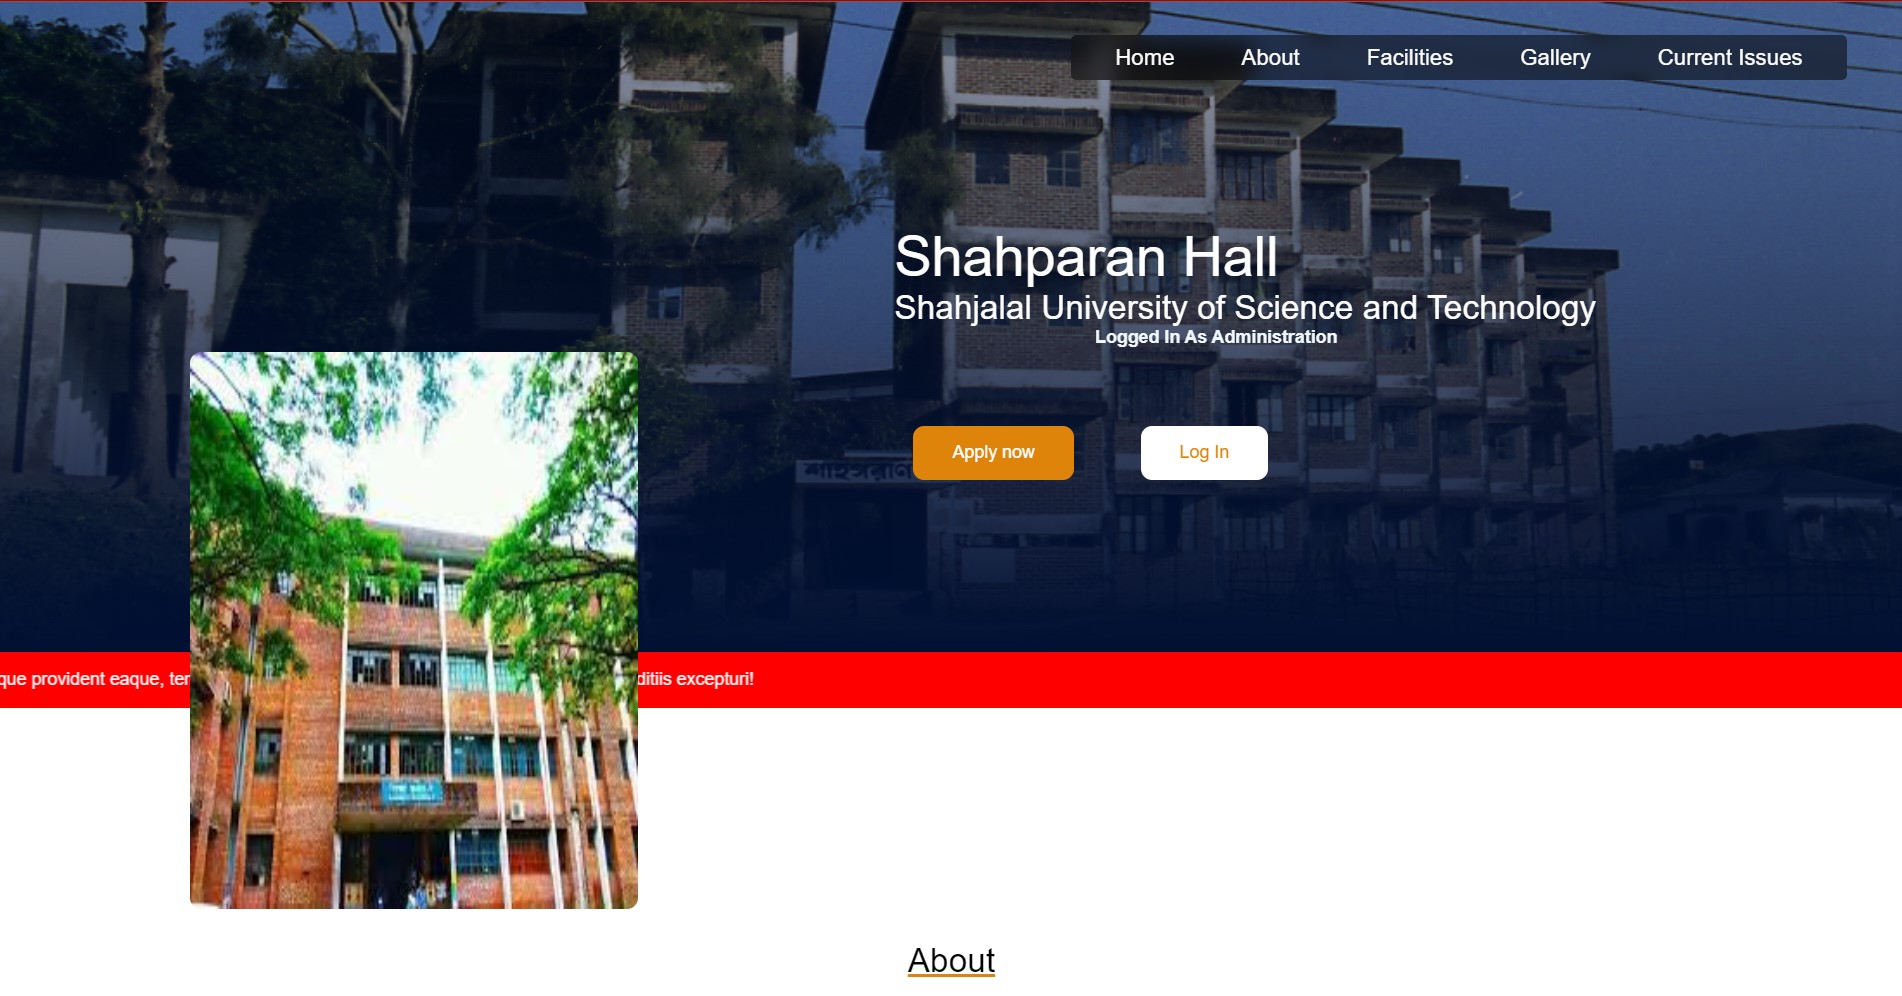 Home About Facilities Gallery Current Issues
Shahparan Hall
Shahjalal University of Science and Technology
Logged In As Administration
Apply now Log In
que provident eaque, ter
ditiis excepturi!
About